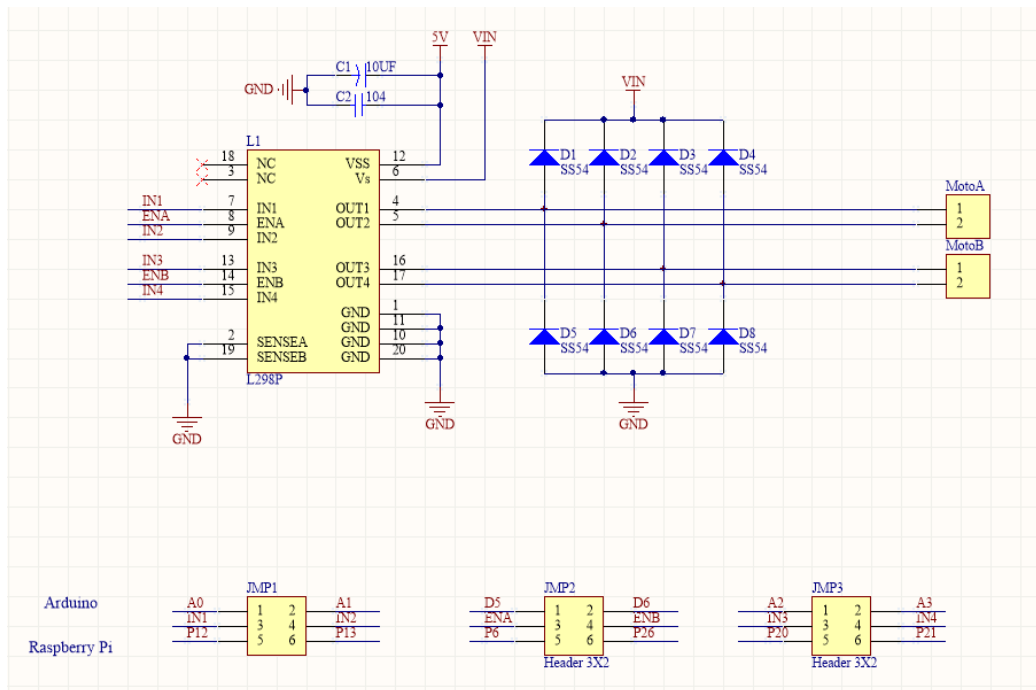 5V VIN
C1 10UF
GND
C2 104
VIN
L1
18 NC VSS 12
3 NC Vs 6
D1 D2 D3 D4
SS54 SS54 SS54 SS54
MotoA
IN1 7 IN1 OUT1 4 1
ENA 8 ENA OUT2 5 2
IN2 9 IN2
MotoB
IN3 13 IN3 OUT3 16 1
ENB 14 ENB OUT4 17 2
IN4 15 IN4
GND 1
GND 11
2 SENSEA GND 10
19 SENSEB GND 20
D5 D6 D7 D8
SS54 SS54 SS54 SS54
L298P
GND GND GND
JMP1 JMP2 JMP3
Arduino A0 1 2 A1 D5 1 2 D6 A2 1 2 A3
IN1 3 4 IN2 ENA 3 4 ENB IN3 3 4 IN4
Raspberry Pi P12 5 6 P13 P6 5 6 P26 P20 5 6 P21
Header 3X2 Header 3X2